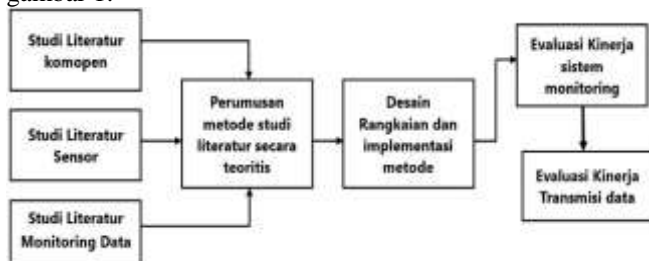 gambar 1.
Studi Literatur
komopen
Studi Literatur
Sensor
Studi Literatur
Monitoring Data
Perumusan
metode studi
literatur secara
teoritis
Desain
Rangkaian dan
implementasi
metode
Evaluasi Kinerja
sistem
monitoring
Evaluasi Kinerja
Transmisi data